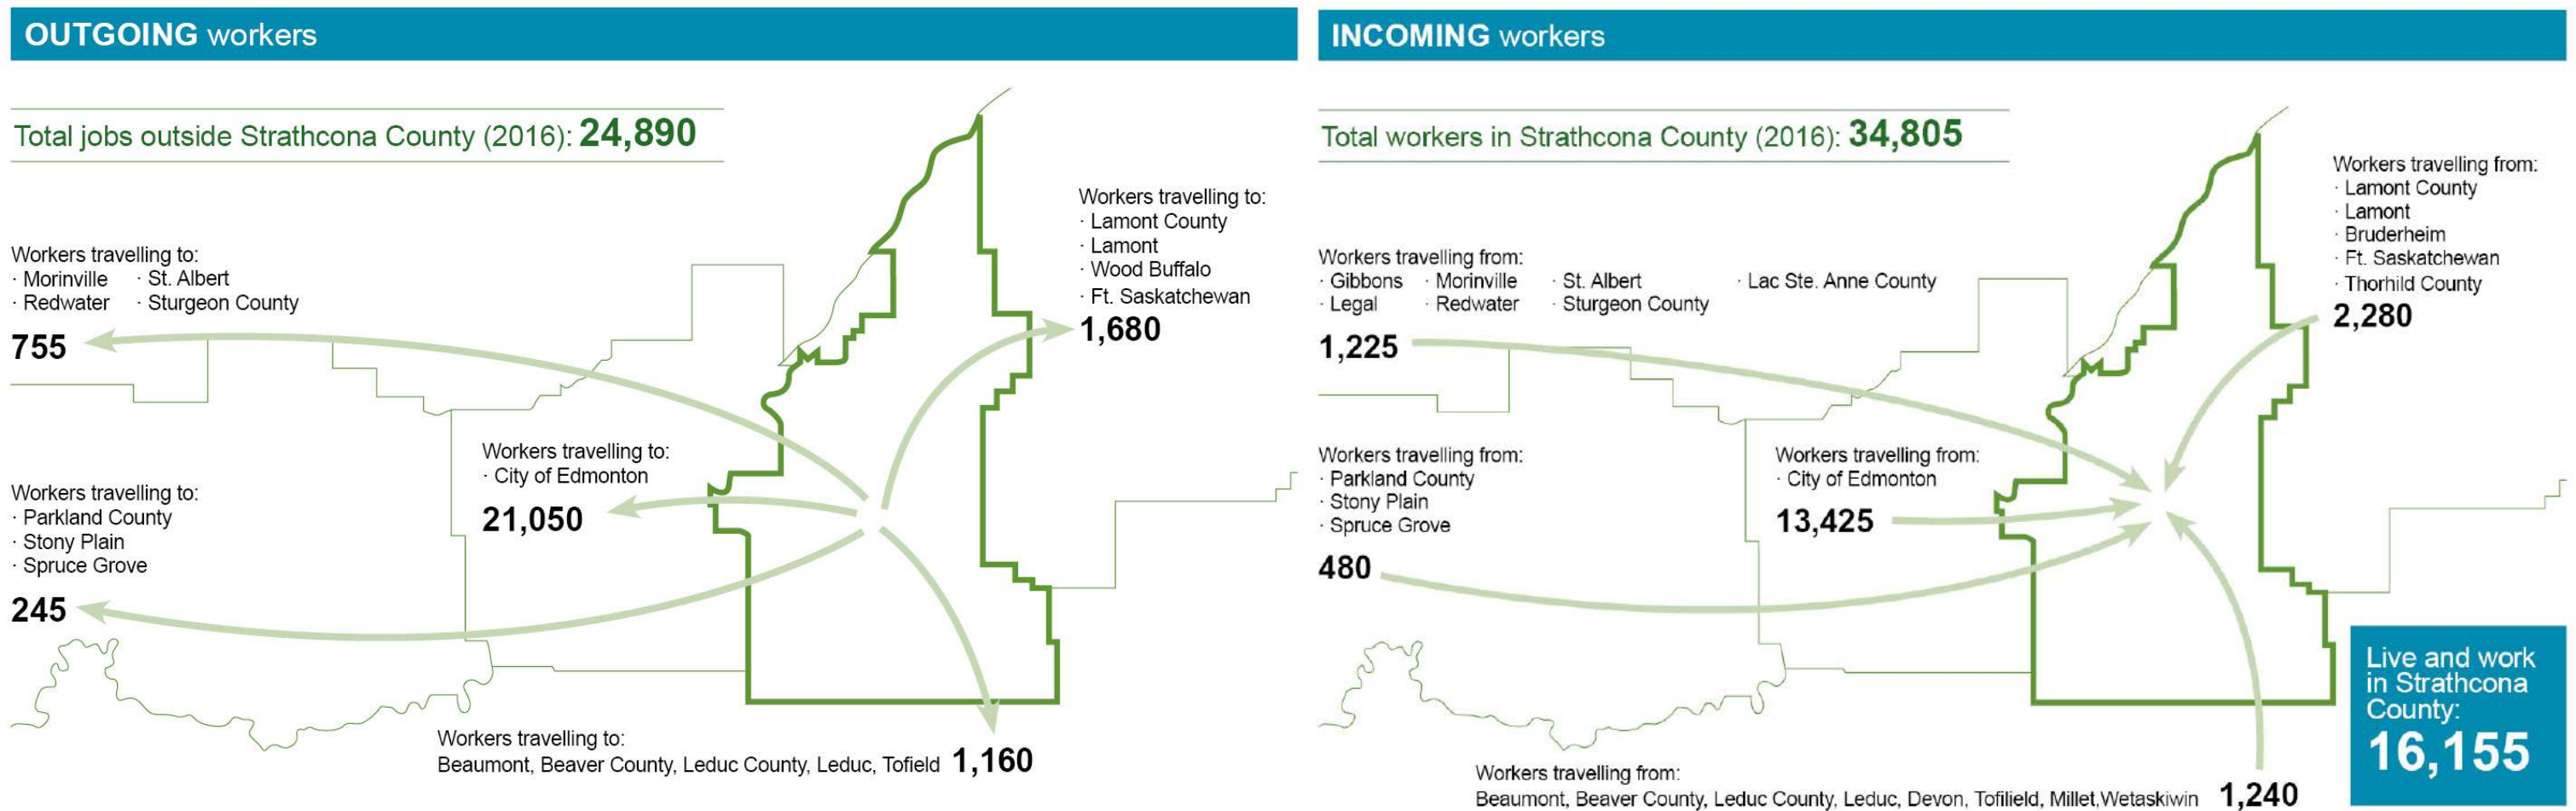 OUTGOING workers
Total jobs outside Strathcona County (2016): 24,890
Workers travelling to:
· Lamont County
· Lamont
· Wood Buffalo
· Ft. Saskatchewan
1,680
Workers travelling to:
· Morinville · St. Albert
· Redwater · Sturgeon County
755
Workers travelling to:
· City of Edmonton
21,050
Workers travelling to:
· Parkland County
· Stony Plain
· Spruce Grove
245
Workers travelling to:
Beaumont, Beaver County, Leduc County, Leduc, Tofield 1,160
INCOMING workers
Total workers in Strathcona County (2016): 34,805
Workers travelling from:
· Lamont County
· Lamont
· Bruderheim
· Ft. Saskatchewan
· Thorhild County
2,280
Workers travelling from:
· Gibbons · Morinville · St. Albert · Lac Ste. Anne County
· Legal · Redwater · Sturgeon County
1,225
Workers travelling from:
· Parkland County
· Stony Plain
· Spruce Grove
480
Workers travelling from:
· City of Edmonton
13,425
Workers travelling from:
Beaumont, Beaver County, Leduc County, Leduc, Devon, Tofilield, Millet,Wetaskiwin 1,240
Live and work
in Strathcona
County:
16,155